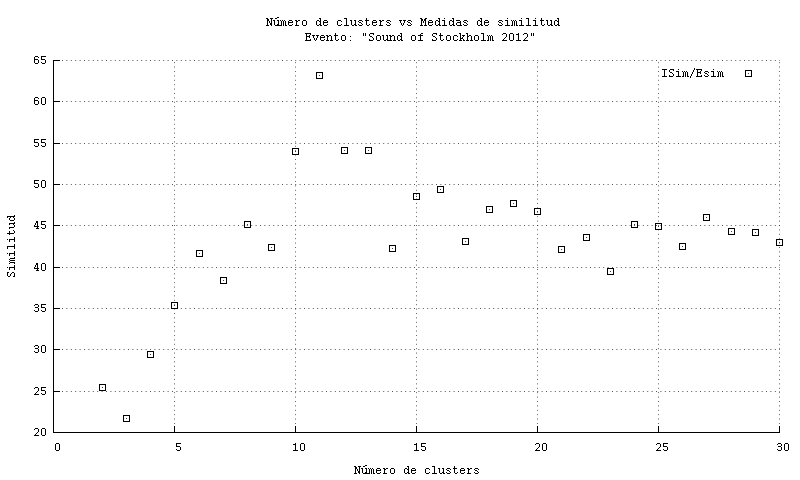 Número de clusters vs Medidas de similitud
Evento: "Sound of Stockholm 2012"
ISim/Esim
65
60
55
50
45
40
35
30
25
20
Similitud
0 5 10 15 20 25 30
Número de clusters